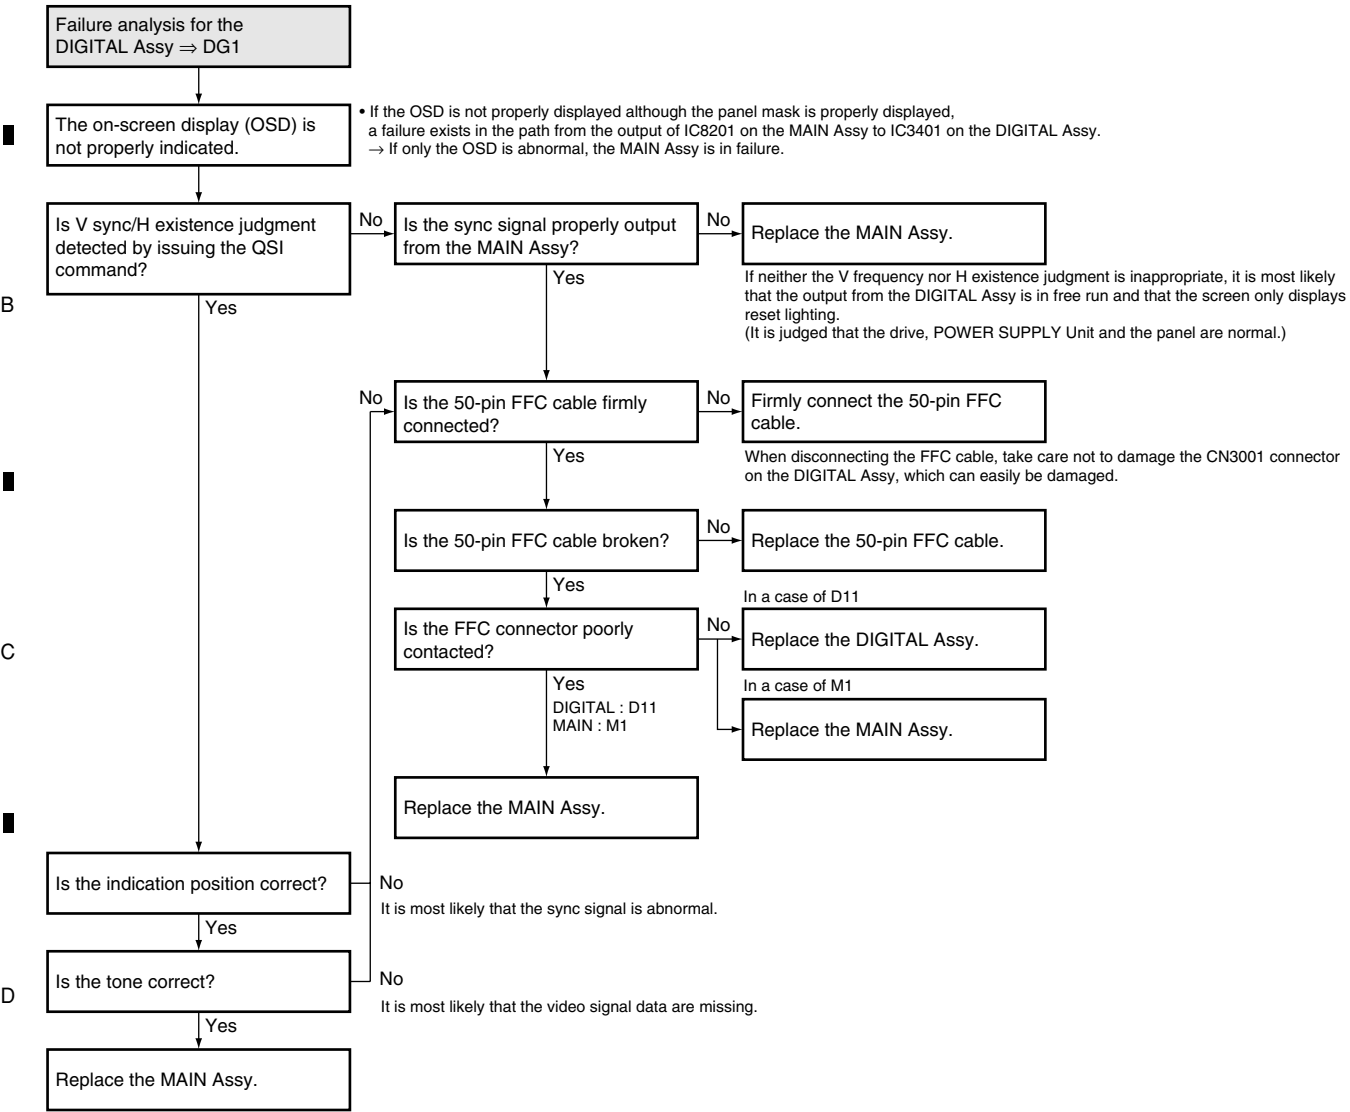 Failure analysis for the
DIGITAL Assy ⇒ DG1
The on-screen display (OSD) is
not properly indicated.
• If the OSD is not properly displayed although the panel mask is properly displayed,
a failure exists in the path from the output of IC8201 on the MAIN Assy to IC3401 on the DIGITAL Assy.
→ If only the OSD is abnormal, the MAIN Assy is in failure.
Is V sync/H existence judgment
detected by issuing the QSI
command?
No
Is the sync signal properly output
from the MAIN Assy?
No
Replace the MAIN Assy.
If neither the V frequency nor H existence judgment is inappropriate, it is most likely
that the output from the DIGITAL Assy is in free run and that the screen only displays
reset lighting.
(It is judged that the drive, POWER SUPPLY Unit and the panel are normal.)
Yes
Yes
B
No
Is the 50-pin FFC cable firmly
connected?
No
Firmly connect the 50-pin FFC
cable.
When disconnecting the FFC cable, take care not to damage the CN3001 connector
on the DIGITAL Assy, which can easily be damaged.
Yes
Is the 50-pin FFC cable broken?
No
Replace the 50-pin FFC cable.
Yes
In a case of D11
Is the FFC connector poorly
contacted?
No
Replace the DIGITAL Assy.
C
In a case of M1
Replace the MAIN Assy.
Yes
DIGITAL : D11
MAIN : M1
Replace the MAIN Assy.
Is the indication position correct?
No
It is most likely that the sync signal is abnormal.
Yes
Is the tone correct?
No
It is most likely that the video signal data are missing.
D
Yes
Replace the MAIN Assy.